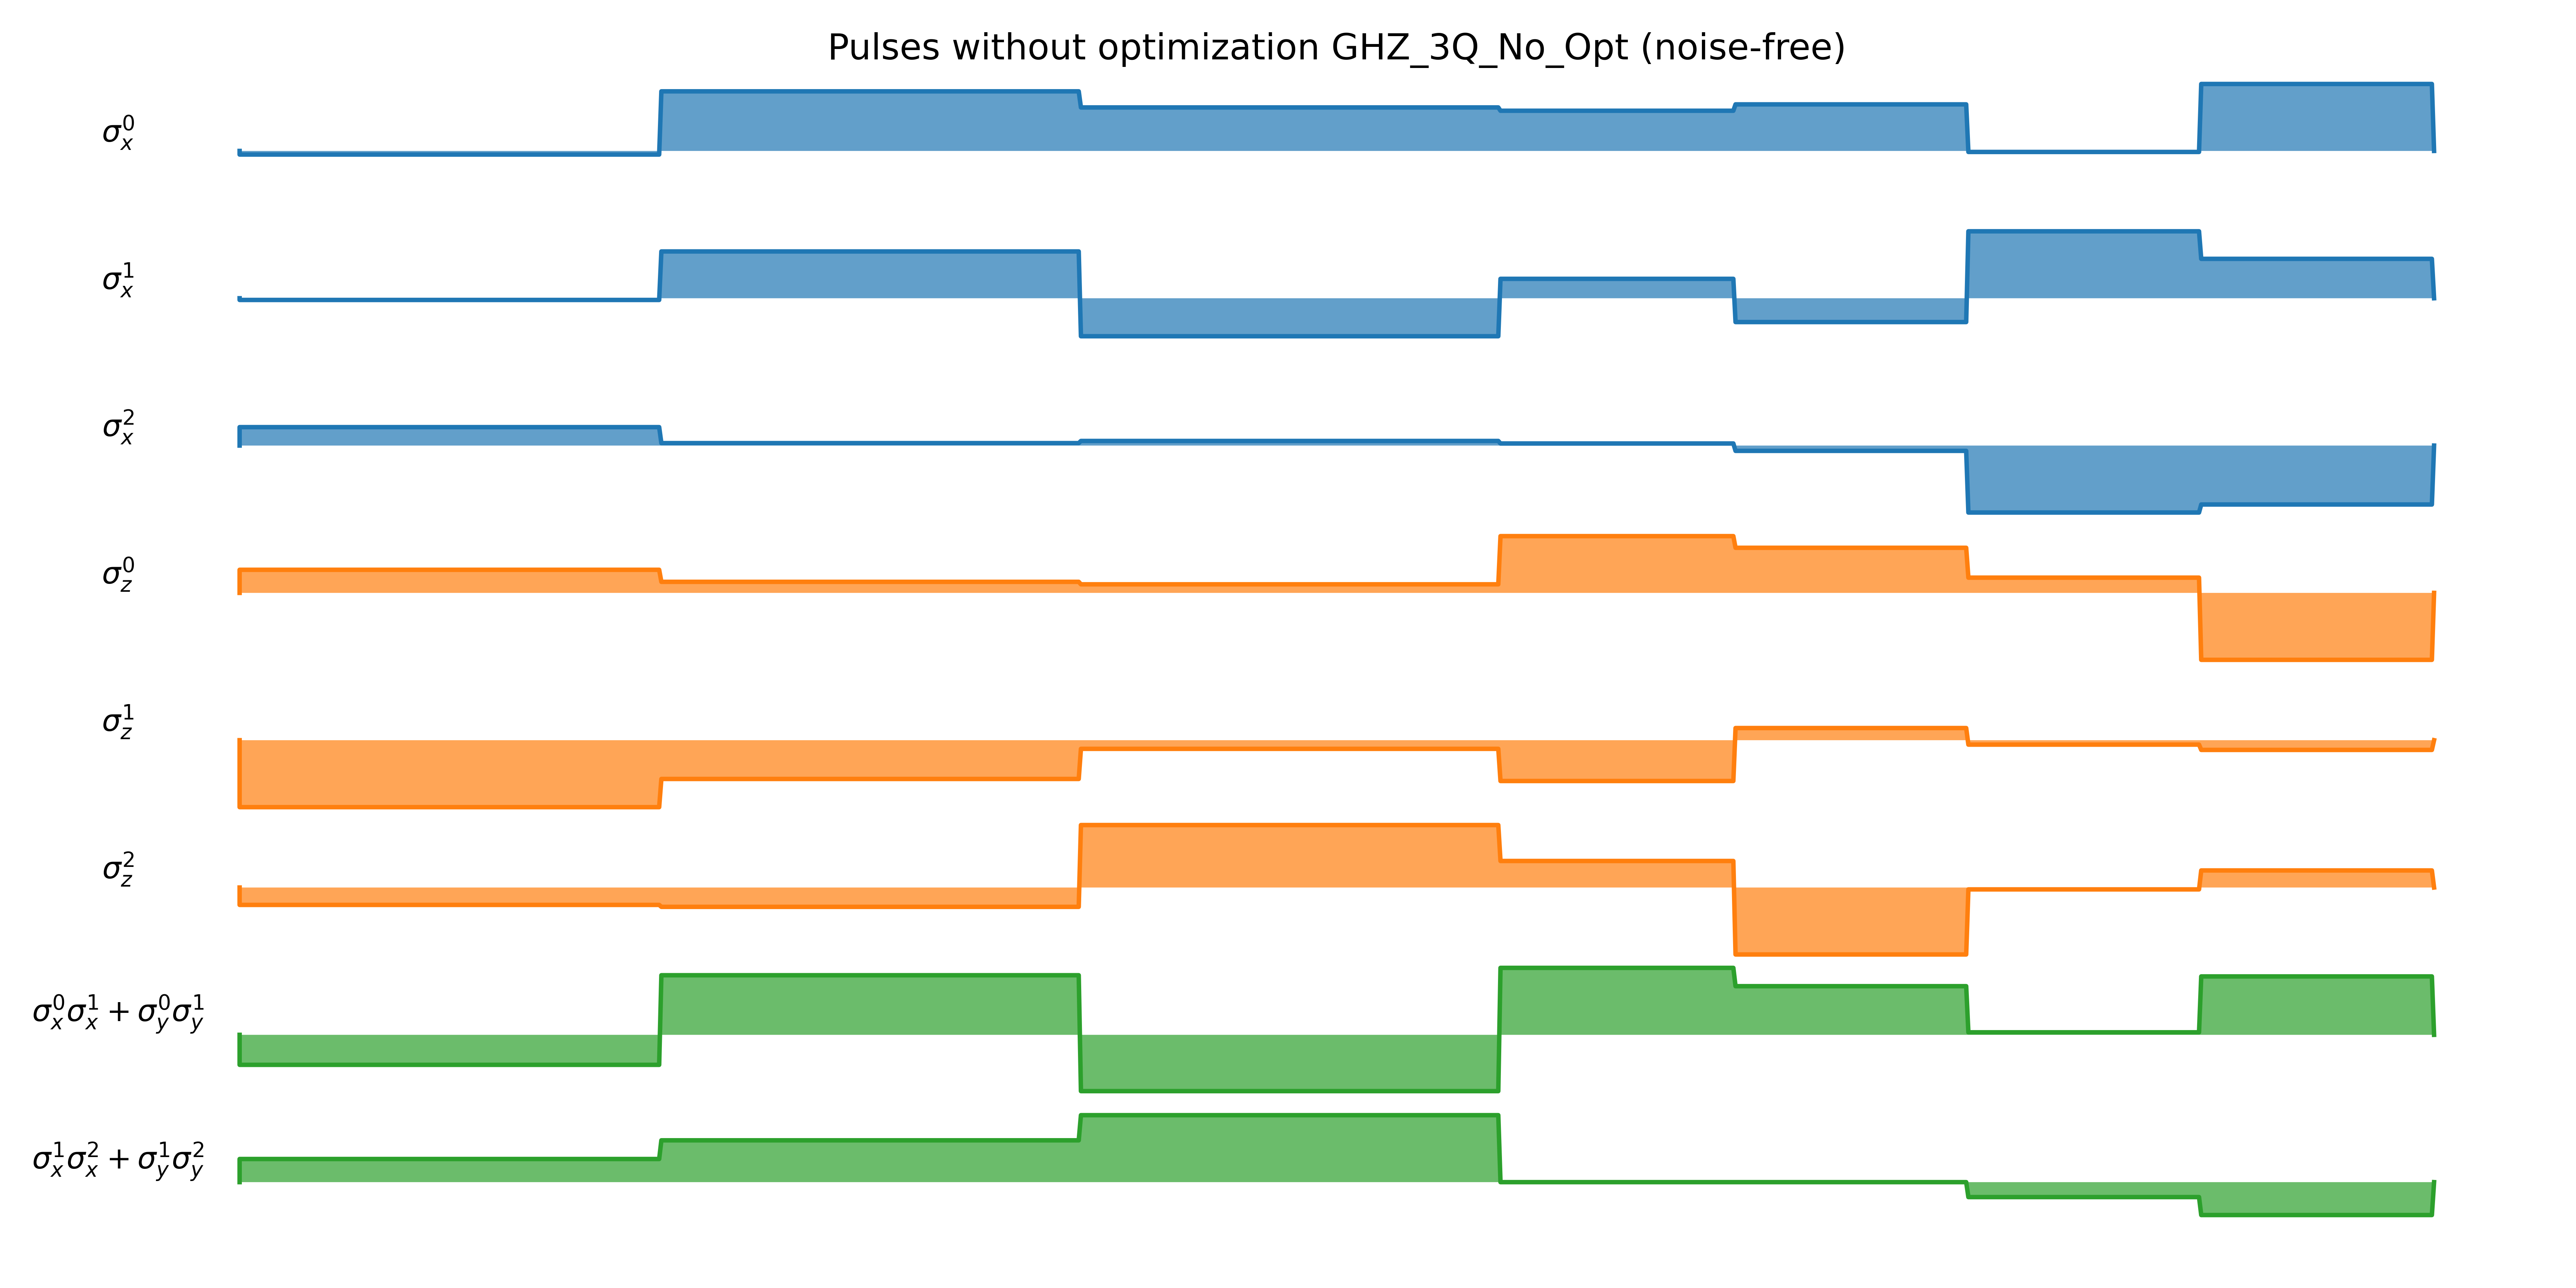 Pulses without optimization GHZ_3Q_No_Opt (noise-free)
σ_x^0
σ_x^1
σ_x^2
σ_z^0
σ_z^1
σ_z^2
σ_x^0σ_x^1 + σ_y^0σ_y^1
σ_x^1σ_x^2 + σ_y^1σ_y^2